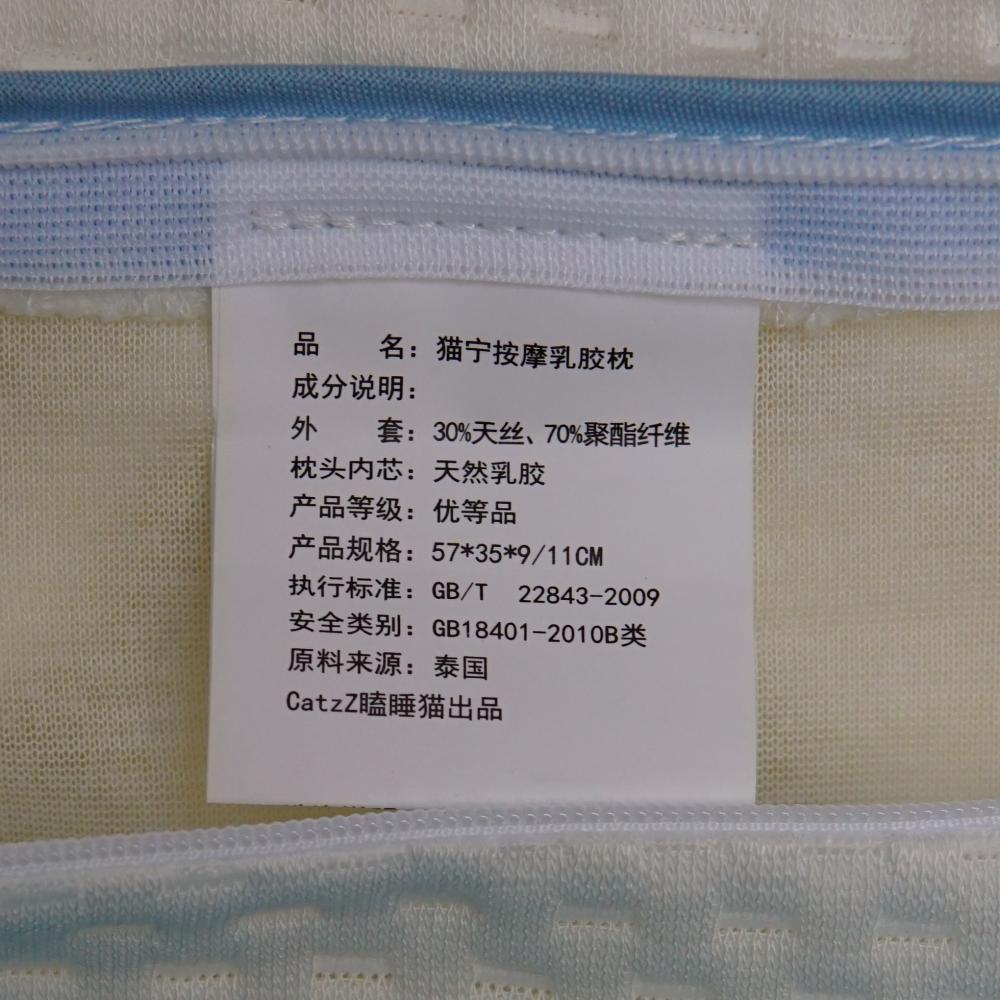 品　　名：猫宁按摩乳胶枕
成分说明：
外　　套：30%天丝、70%聚酯纤维
枕头内芯：天然乳胶
产品等级：优等品
产品规格：57*35*9/11CM
执行标准：GB/T 22843-2009
安全类别：GB18401-2010B类
原料来源：泰国
CatzZ瞌睡猫出品